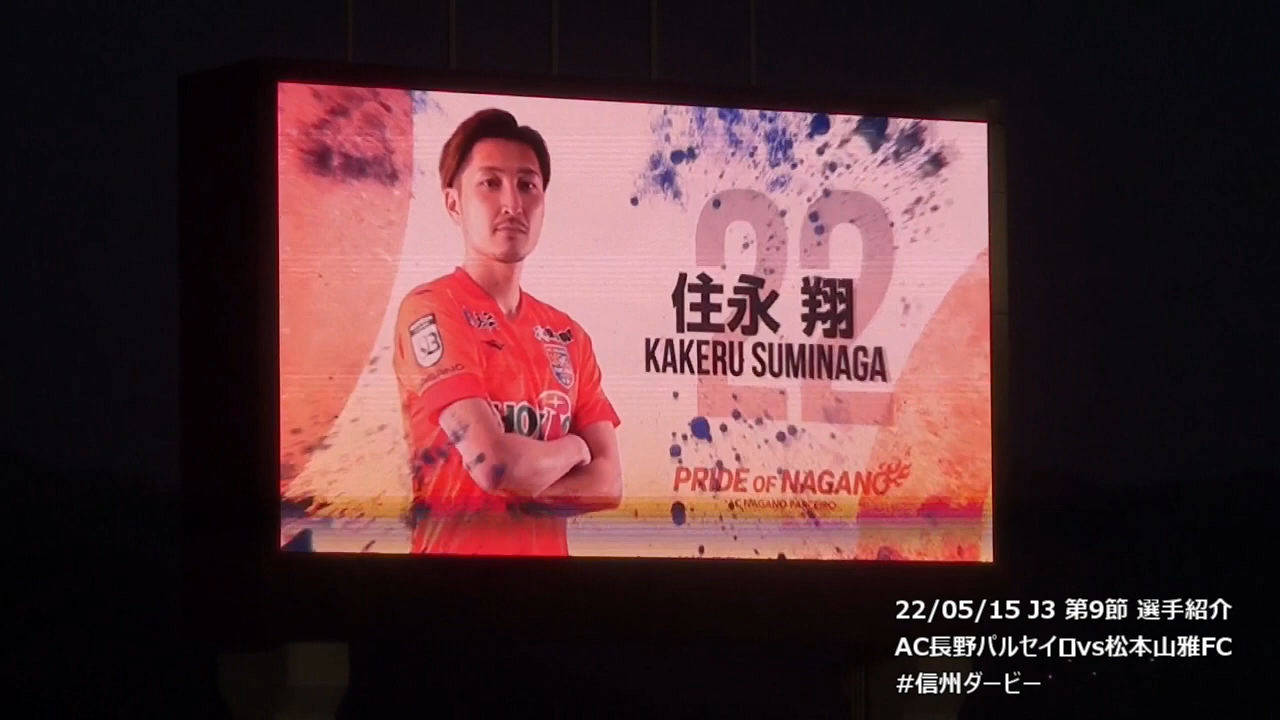 22
住永 翔
KAKERU SUMINAGA
PRIDE OF NAGANO
AC NAGANO PARCEIRO
22/05/15 J3 第9節 選手紹介
AC長野パルセイロvs松本山雅FC
#信州ダービー